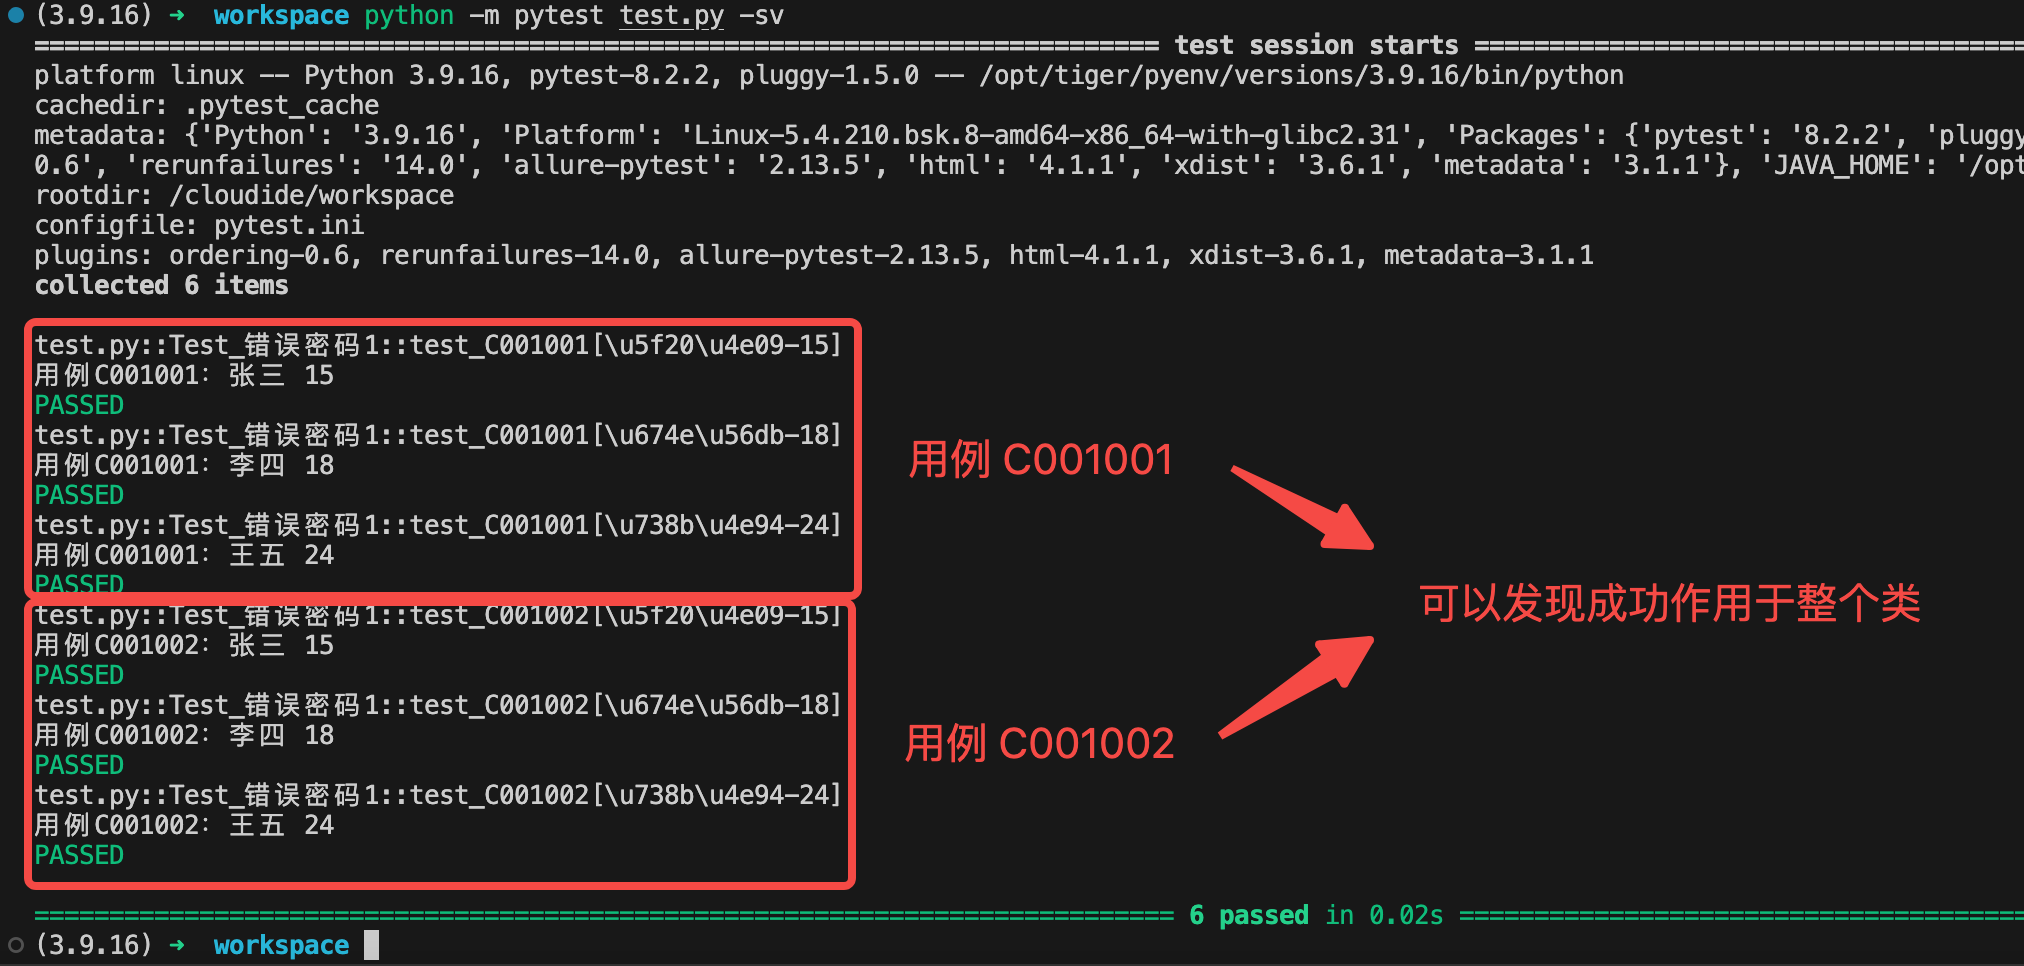 (3.9.16) ➜ workspace python -m pytest test.py -sv
============================================================================ test session starts =====================================
platform linux -- Python 3.9.16, pytest-8.2.2, pluggy-1.5.0 -- /opt/tiger/pyenv/versions/3.9.16/bin/python
cachedir: .pytest_cache
metadata: {'Python': '3.9.16', 'Platform': 'Linux-5.4.210.bsk.8-amd64-x86_64-with-glibc2.31', 'Packages': {'pytest': '8.2.2', 'pluggy
0.6', 'rerunfailures': '14.0', 'allure-pytest': '2.13.5', 'html': '4.1.1', 'xdist': '3.6.1', 'metadata': '3.1.1'}, 'JAVA_HOME': '/opt
rootdir: /cloudide/workspace
configfile: pytest.ini
plugins: ordering-0.6, rerunfailures-14.0, allure-pytest-2.13.5, html-4.1.1, xdist-3.6.1, metadata-3.1.1
collected 6 items
test.py::Test_错误密码1::test_C001001[\u5f20\u4e09-15]
用例C001001: 张三 15
PASSED
test.py::Test_错误密码1::test_C001001[\u674e\u56db-18]
用例C001001: 李四 18
PASSED
test.py::Test_错误密码1::test_C001001[\u738b\u4e94-24]
用例C001001: 王五 24
PASSED
用例 C001001
test.py::Test_错误密码1::test_C001002[\u5f20\u4e09-15]
用例C001002: 张三 15
PASSED
test.py::Test_错误密码1::test_C001002[\u674e\u56db-18]
用例C001002: 李四 18
PASSED
test.py::Test_错误密码1::test_C001002[\u738b\u4e94-24]
用例C001002: 王五 24
PASSED
用例 C001002
可以发现成功作用于整个类
============================================================================= 6 passed in 0.02s ======================================
(3.9.16) ➜ workspace